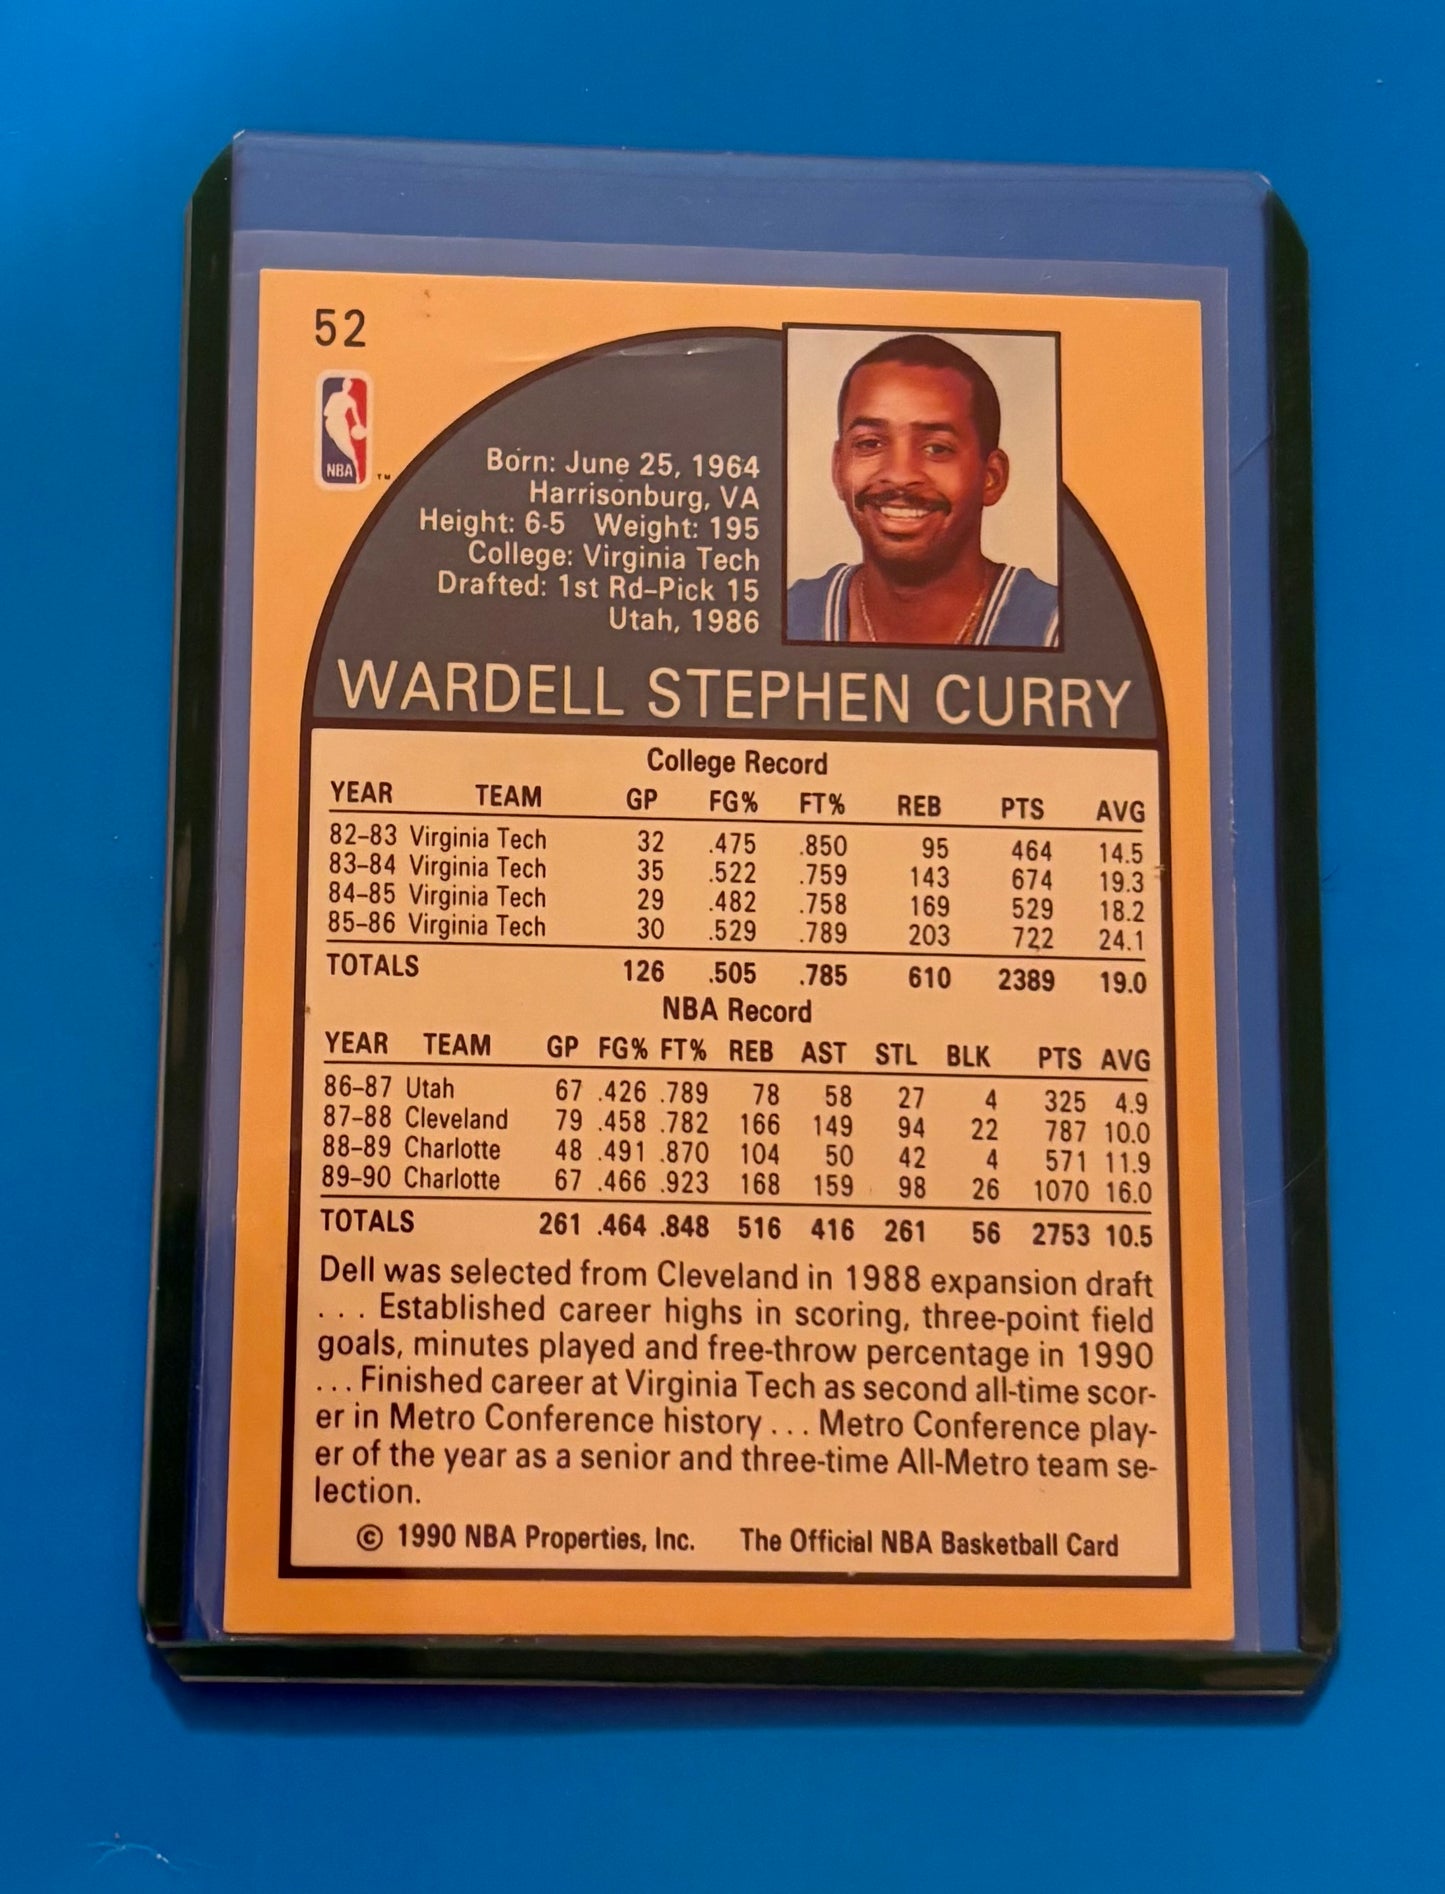 52
NBA
TM
Born: June 25, 1964
Harrisonburg, VA
Height: 6-5 Weight: 195
College: Virginia Tech
Drafted: 1st Rd–Pick 15
Utah, 1986
WARDELL STEPHEN CURRY
College Record
YEAR TEAM GP FG% FT% REB PTS AVG
82–83 Virginia Tech 32 .475 .850 95 464 14.5
83–84 Virginia Tech 35 .522 .759 143 674 19.3
84–85 Virginia Tech 29 .482 .758 169 529 18.2
85–86 Virginia Tech 30 .529 .789 203 722 24.1
TOTALS 126 .505 .785 610 2389 19.0
NBA Record
YEAR TEAM GP FG% FT% REB AST STL BLK PTS AVG
86–87 Utah 67 .426 .789 78 58 27 4 325 4.9
87–88 Cleveland 79 .458 .782 166 149 94 22 787 10.0
88–89 Charlotte 48 .491 .870 104 50 42 4 571 11.9
89–90 Charlotte 67 .466 .923 168 159 98 26 1070 16.0
TOTALS 261 .464 .848 516 416 261 56 2753 10.5
Dell was selected from Cleveland in 1988 expansion draft
. . . Established career highs in scoring, three-point field
goals, minutes played and free-throw percentage in 1990
. . . Finished career at Virginia Tech as second all-time scor-
er in Metro Conference history . . . Metro Conference play-
er of the year as a senior and three-time All-Metro team se-
lection.
© 1990 NBA Properties, Inc. The Official NBA Basketball Card